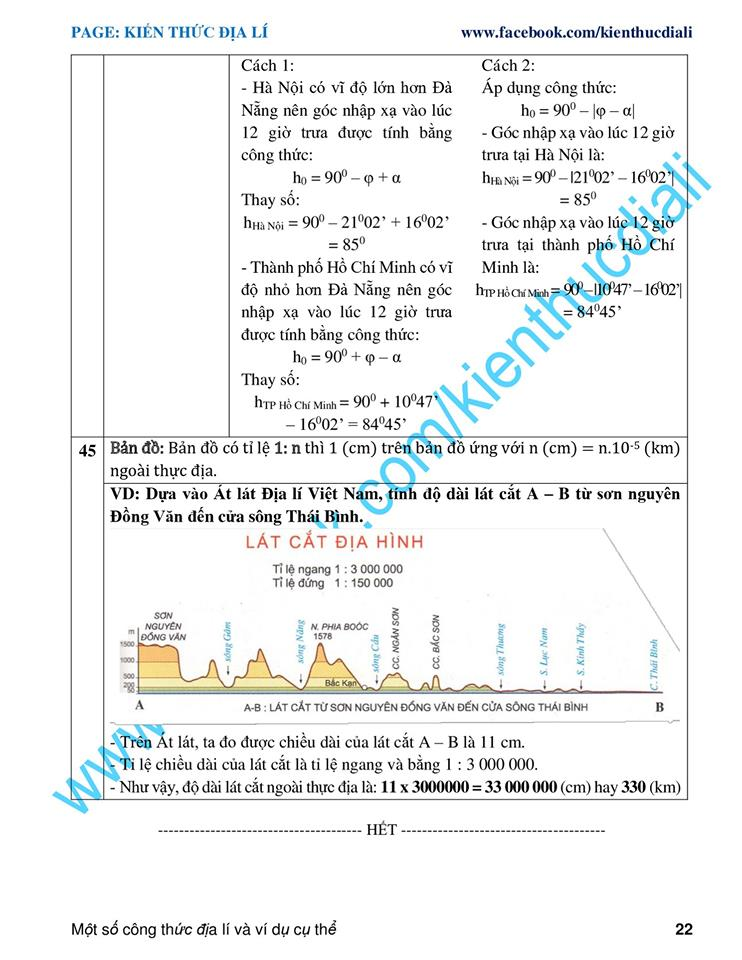 PAGE: KIẾN THỨC ĐỊA LÍ
www.facebook.com/kienthucdiali
Cách 1:
- Hà Nội có vĩ độ lớn hơn Đà
Nẵng nên góc nhập xạ vào lúc
12 giờ trưa được tính bằng
công thức:
h₀ = 90⁰ – φ + α
Thay số:
hHà Nội = 90⁰ – 21⁰02’ + 16⁰02’
= 85⁰
- Thành phố Hồ Chí Minh có vĩ
độ nhỏ hơn Đà Nẵng nên góc
nhập xạ vào lúc 12 giờ trưa
được tính bằng công thức:
h₀ = 90⁰ + φ – α
Thay số:
hTP Hồ Chí Minh = 90⁰ + 10⁰47’
– 16⁰02’ = 84⁰45’
Cách 2:
Áp dụng công thức:
h₀ = 90⁰ – |φ – α|
- Góc nhập xạ vào lúc 12 giờ
trưa tại Hà Nội là:
hHà Nội = 90⁰ – |21⁰02’ – 16⁰02’|
= 85⁰
- Góc nhập xạ vào lúc 12 giờ
trưa tại thành phố Hồ Chí
Minh là:
hTP Hồ Chí Minh = 90⁰ – |10⁰47’ – 16⁰02’|
= 84⁰45’
45
Bản đồ: Bản đồ có tỉ lệ 1: n thì 1 (cm) trên bản đồ ứng với n (cm) = n.10⁻⁵ (km)
ngoài thực địa.
VD: Dựa vào Át lát Địa lí Việt Nam, tính độ dài lát cắt A – B từ sơn nguyên
Đồng Văn đến cửa sông Thái Bình.
LÁT CẮT ĐỊA HÌNH
Tỉ lệ ngang 1 : 3 000 000
Tỉ lệ đứng 1 : 150 000
SƠN
NGUYÊN
ĐỒNG VĂN
m
1500
1000
500
200
50
sông Gâm
sông Năng
N. PHIA BOÓC
1578
Bắc Kạn
sông Cầu
CC. NGÂN SƠN
CC. BẮC SƠN
sông Thương
S. Lục Nam
S. Kinh Thầy
C. Thái Bình
A
A-B : LÁT CẮT TỪ SƠN NGUYÊN ĐỒNG VĂN ĐẾN CỬA SÔNG THÁI BÌNH
B
- Trên Át lát, ta đo được chiều dài của lát cắt A – B là 11 cm.
- Tỉ lệ chiều dài của lát cắt là tỉ lệ ngang và bằng 1 : 3 000 000.
- Như vậy, độ dài lát cắt ngoài thực địa là: 11 x 3000000 = 33 000 000 (cm) hay 330 (km)
--------------------------------------- HẾT ---------------------------------------
Một số công thức địa lí và ví dụ cụ thể
22